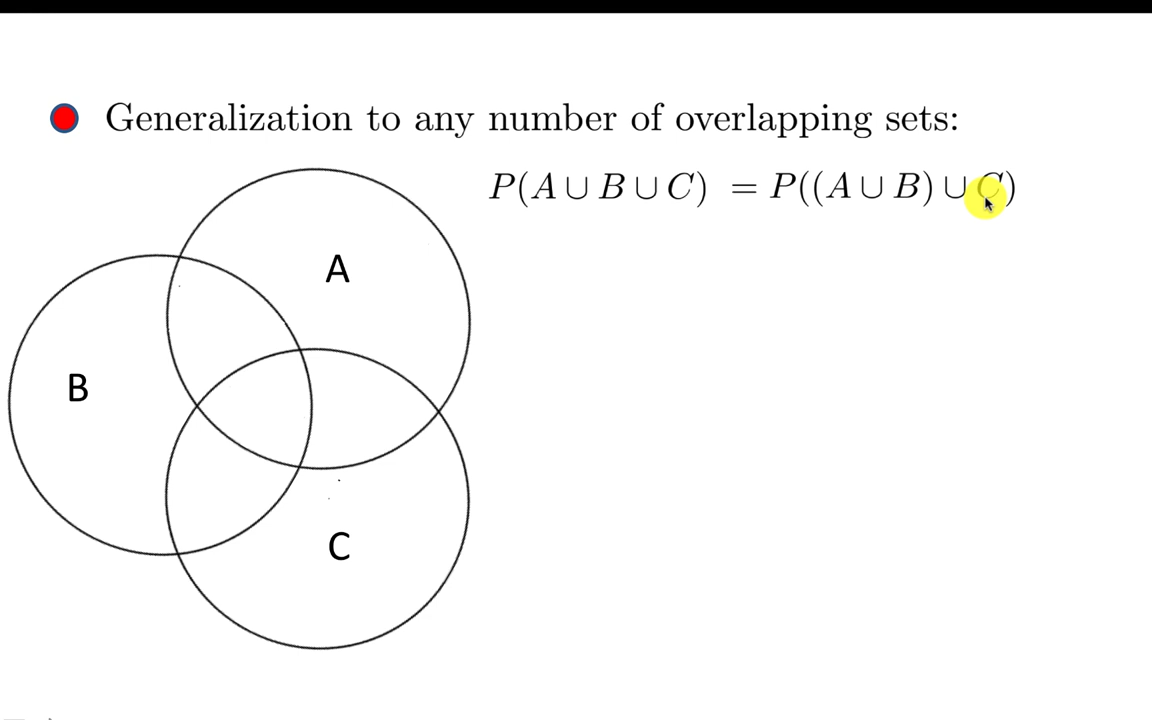 Generalization to any number of overlapping sets:
P(A ∪ B ∪ C) = P((A ∪ B) ∪ C)
A
B
C